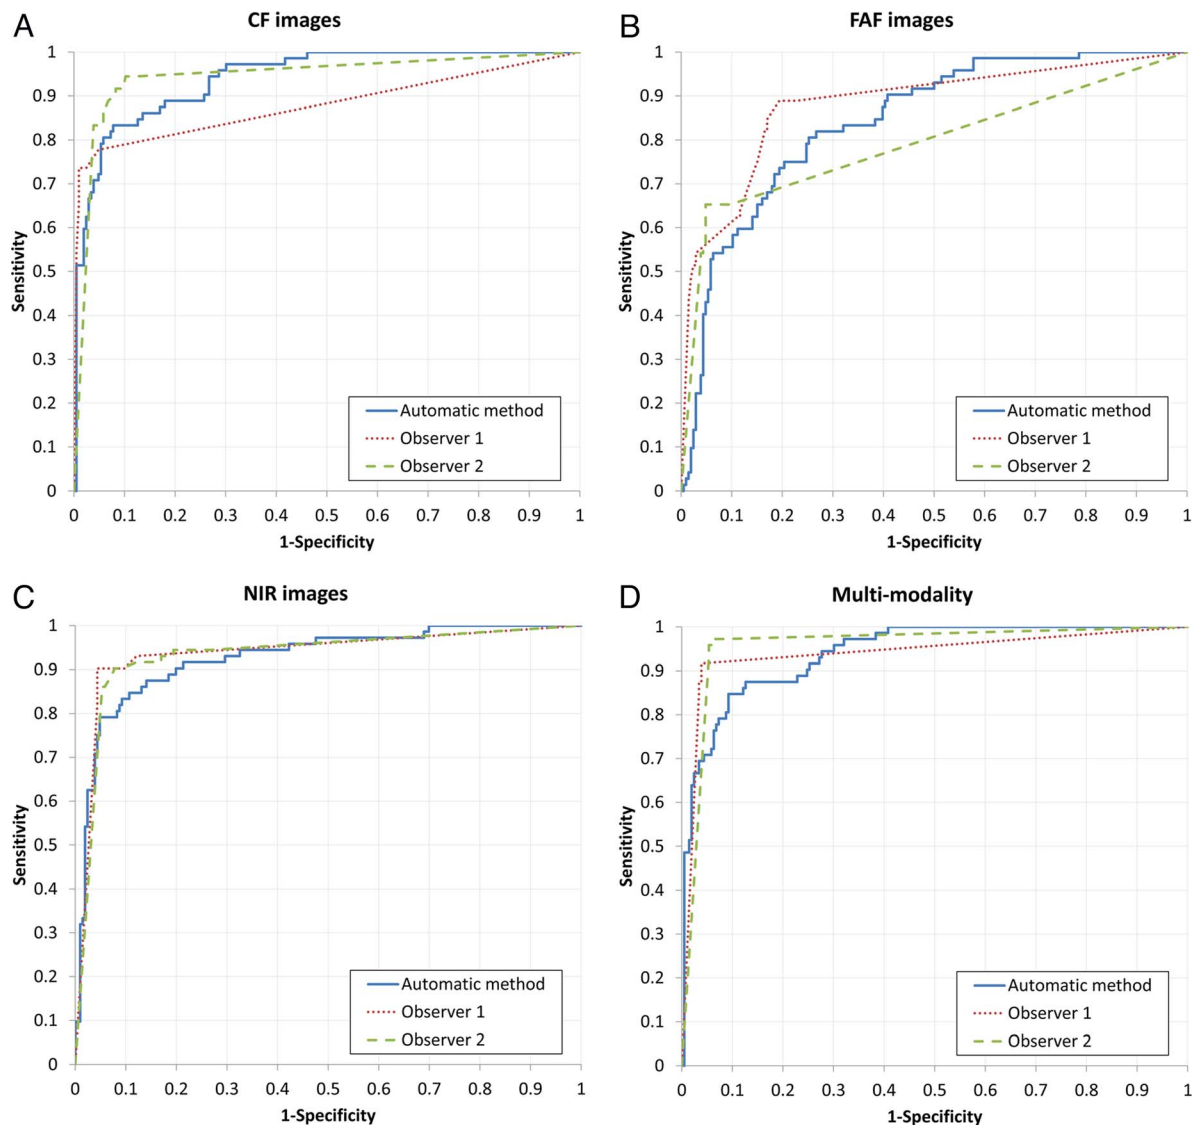 A
CF images
1
0.9
0.8
0.7
0.6
0.5
0.4
0.3
0.2
0.1
0
Sensitivity
Automatic method
Observer 1
Observer 2
0 0.1 0.2 0.3 0.4 0.5 0.6 0.7 0.8 0.9 1
1-Specificity
B
FAF images
1
0.9
0.8
0.7
0.6
0.5
0.4
0.3
0.2
0.1
0
Sensitivity
Automatic method
Observer 1
Observer 2
0 0.1 0.2 0.3 0.4 0.5 0.6 0.7 0.8 0.9 1
1-Specificity
C
NIR images
1
0.9
0.8
0.7
0.6
0.5
0.4
0.3
0.2
0.1
0
Sensitivity
Automatic method
Observer 1
Observer 2
0 0.1 0.2 0.3 0.4 0.5 0.6 0.7 0.8 0.9 1
1-Specificity
D
Multi-modality
1
0.9
0.8
0.7
0.6
0.5
0.4
0.3
0.2
0.1
0
Sensitivity
Automatic method
Observer 1
Observer 2
0 0.1 0.2 0.3 0.4 0.5 0.6 0.7 0.8 0.9 1
1-Specificity